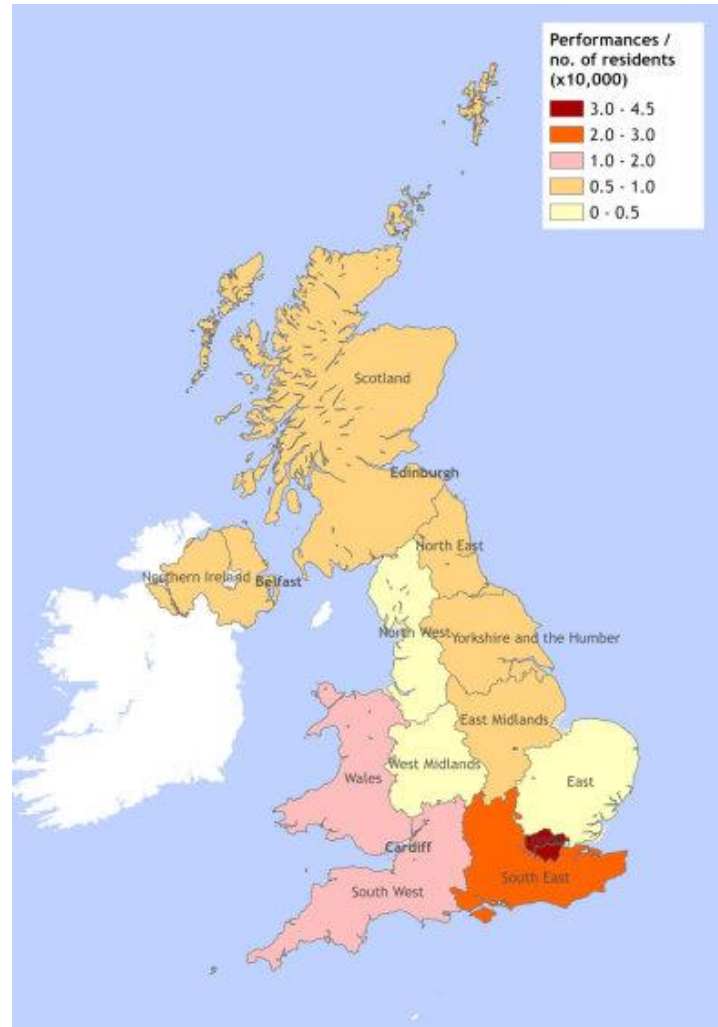 Performances /
no. of residents
(x10,000)
3.0 - 4.5
2.0 - 3.0
1.0 - 2.0
0.5 - 1.0
0 - 0.5
Scotland
Edinburgh
North East
Northern Ireland
Belfast
North West
Yorkshire and the Humber
East Midlands
West Midlands
Wales
East
Cardiff
South East
South West